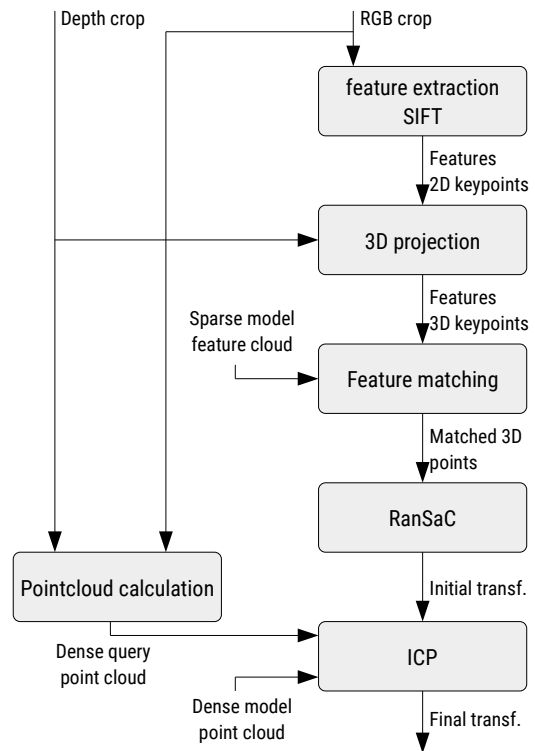 Depth crop
RGB crop
feature extraction
SIFT
Features
2D keypoints
3D projection
Features
3D keypoints
Sparse model
feature cloud
Feature matching
Matched 3D
points
RanSaC
Pointcloud calculation
Initial transf.
ICP
Dense query
point cloud
Dense model
point cloud
Final transf.